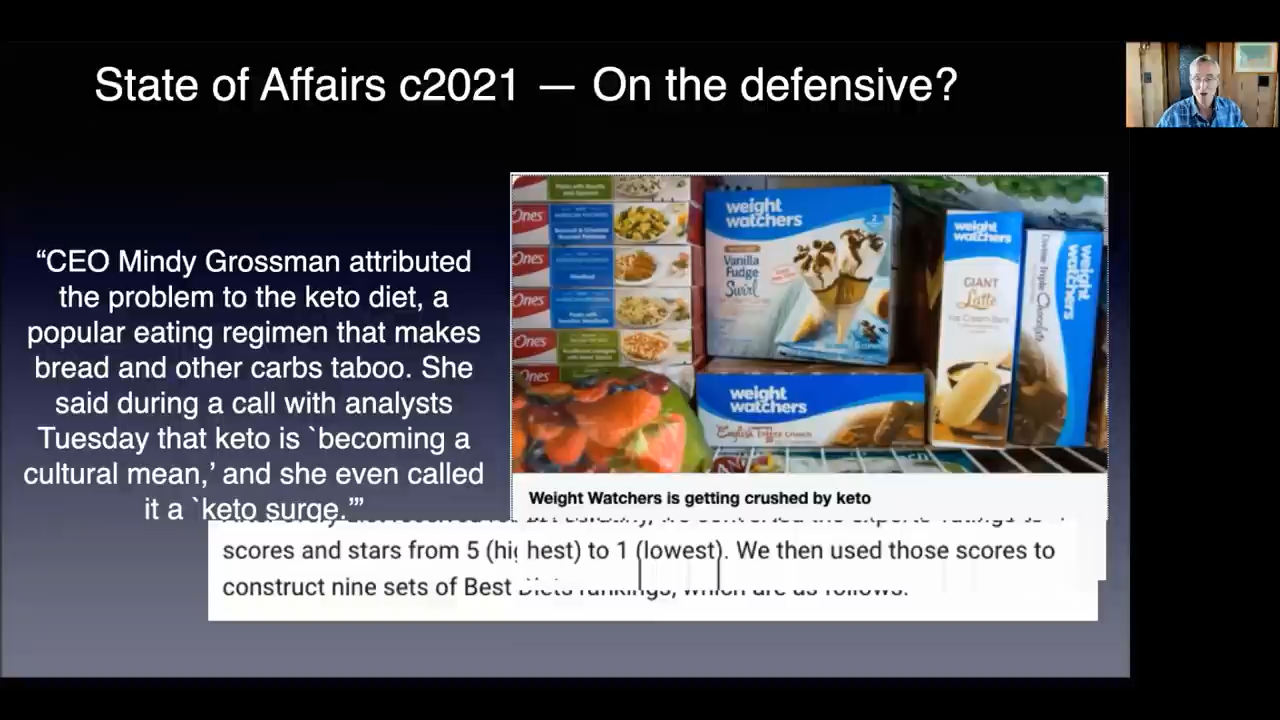 State of Affairs c2021 — On the defensive?
“CEO Mindy Grossman attributed
the problem to the keto diet, a
popular eating regimen that makes
bread and other carbs taboo. She
said during a call with analysts
Tuesday that keto is `becoming a
cultural mean,’ and she even called
it a `keto surge.’”
Ones
Ones
Ones
Ones
Ones
weight
watchers
2
Vanilla
Fudge
Swirl
weight
watchers
English Toffee Crunch
weight
watchers
GIANT
Latte
Ice Cream Bars
weight
watchers
Weight Watchers is getting crushed by keto
scores and stars from 5 (highest) to 1 (lowest). We then used those scores to
construct nine sets of Best Diets rankings, which are as follows: